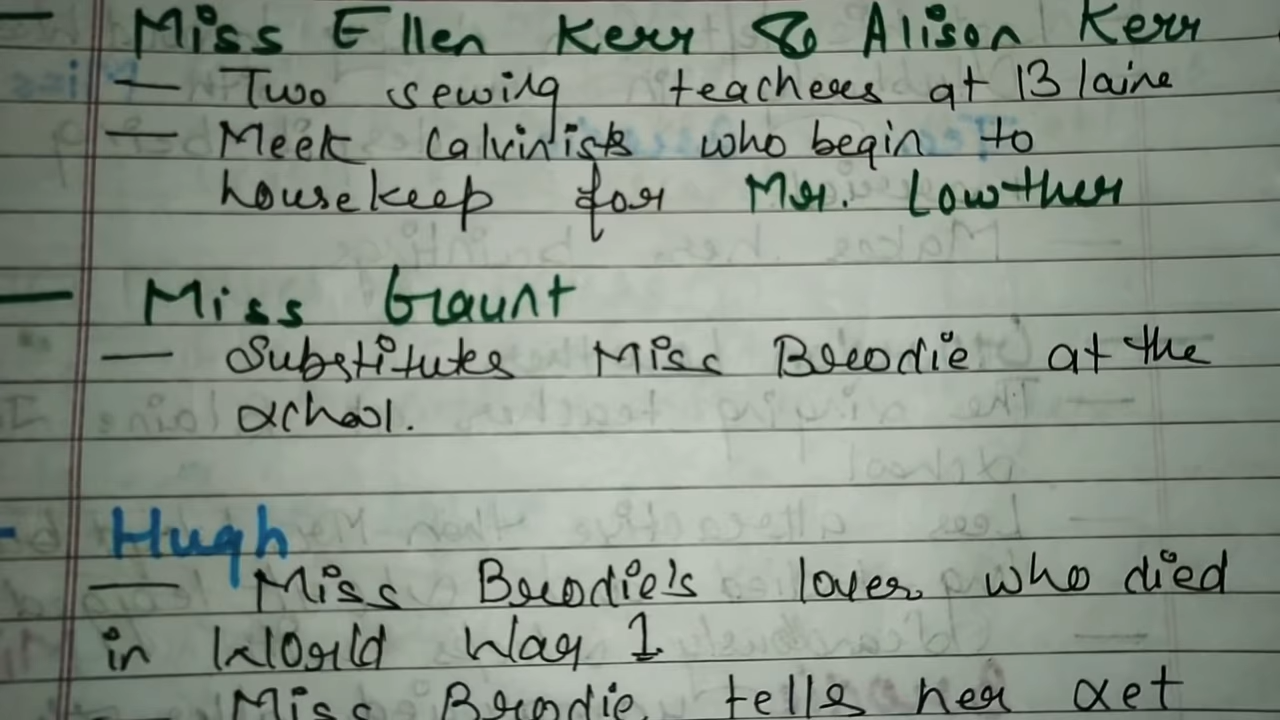 — Miss Ellen Kerr & Alison Kerr
— Two sewing teachers at Blaine
— Meek Calvinists who begin to
housekeep for Mr. Lowther
— Miss Gaunt
— Substitutes Miss Brodie at the
school.
- Hugh
— Miss Brodie's lover who died
in World War 1
— Miss Brodie tells her set